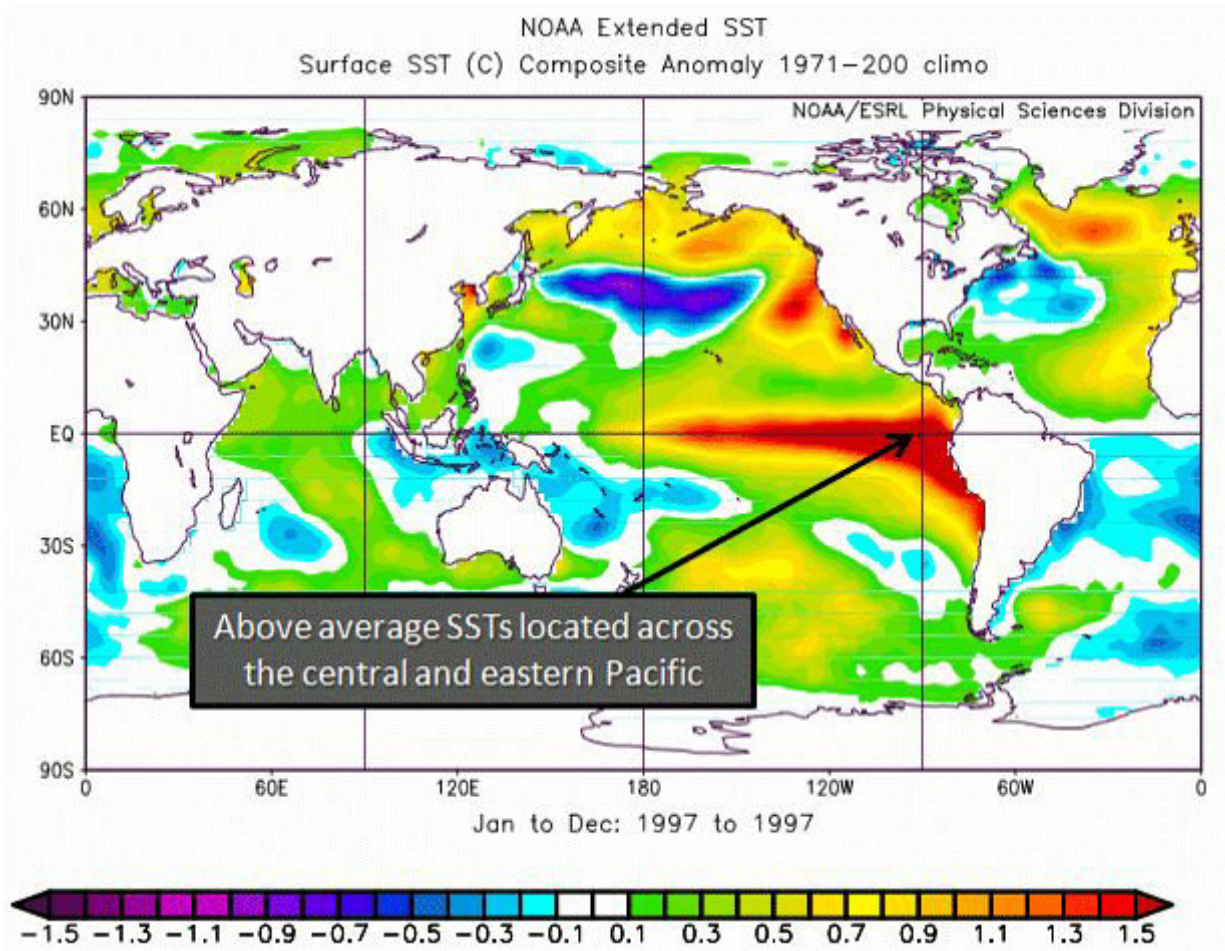 NOAA Extended SST
Surface SST (C) Composite Anomaly 1971-200 climo
90N
NOAA/ESRL Physical Sciences Division
60N
30N
EQ
30S
Above average SSTs located across
the central and eastern Pacific
60S
90S
0 60E 120E 180 120W 60W 0
Jan to Dec: 1997 to 1997
-1.5 -1.3 -1.1 -0.9 -0.7 -0.5 -0.3 -0.1 0.1 0.3 0.5 0.7 0.9 1.1 1.3 1.5